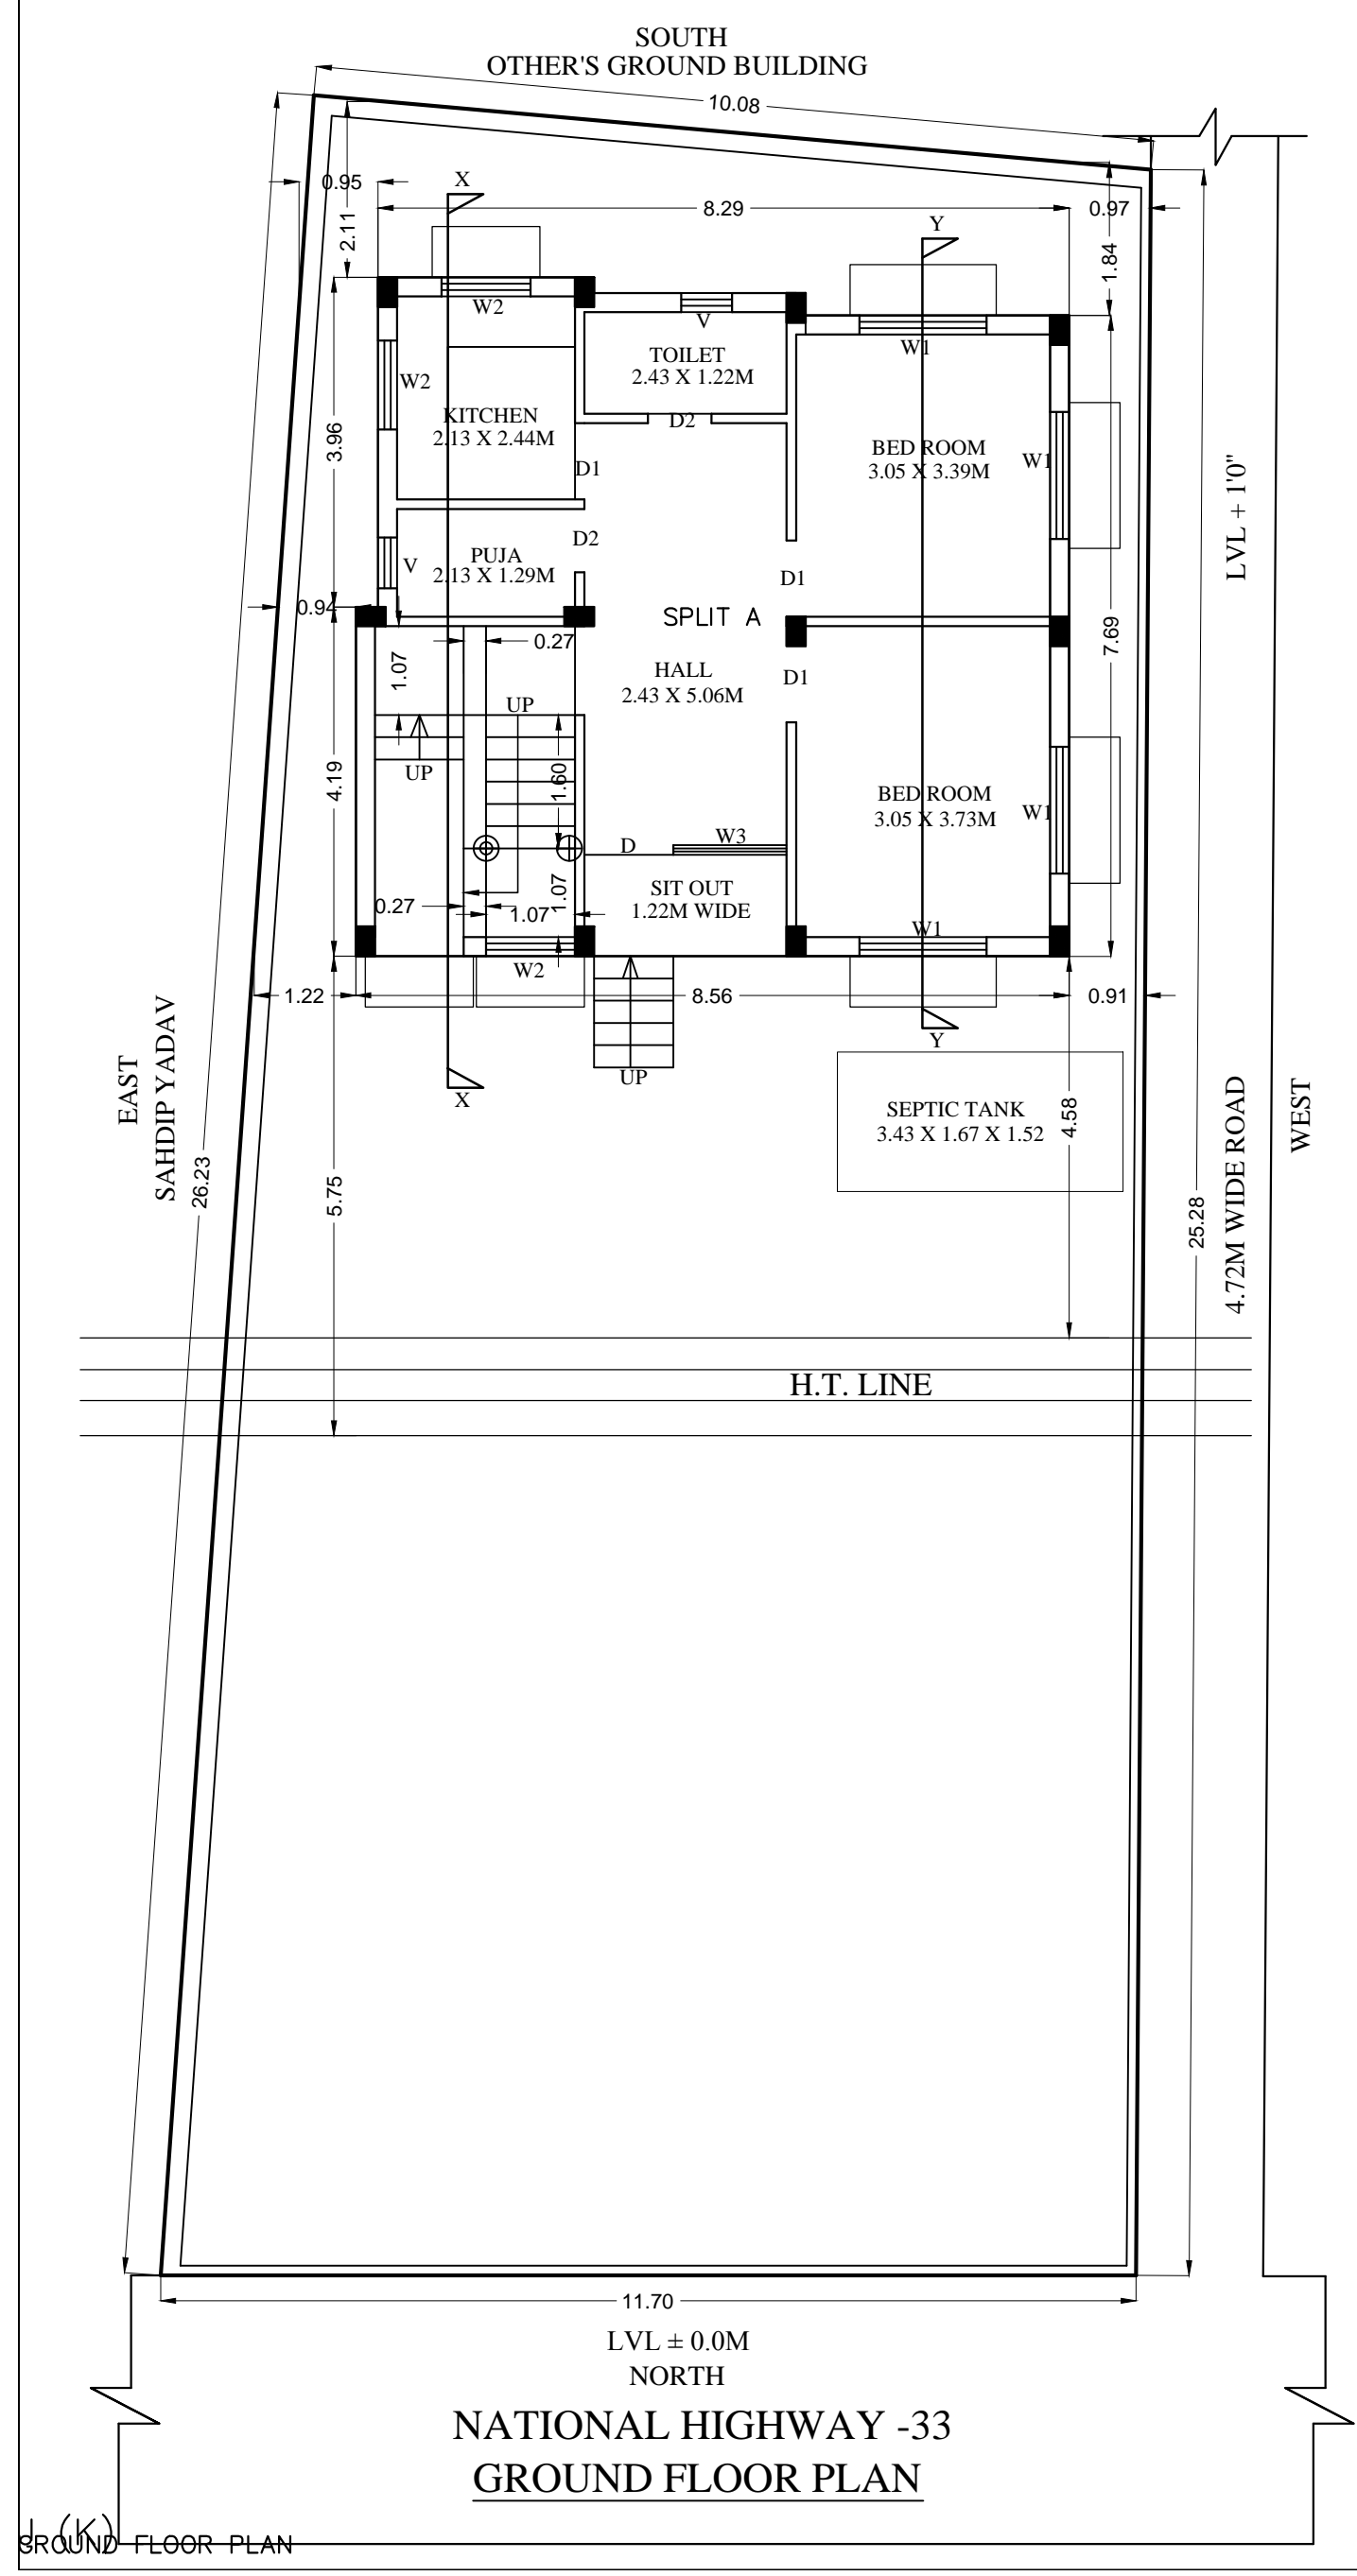 SOUTH
OTHER'S GROUND BUILDING
10.08
0.95
X
8.29
0.97
2.11
Y
1.84
W2
V
W1
TOILET
2.43 X 1.22M
W2
KITCHEN
2.13 X 2.44M
D2
3.96
BED ROOM
3.05 X 3.39M
W1
D1
LVL + 1'0"
D2
PUJA
2.13 X 1.29M
V
D1
0.94
SPLIT A
0.27
7.69
1.07
HALL
2.43 X 5.06M
D1
UP
UP
1.60
4.19
BED ROOM
3.05 X 3.73M
W1
W3
D
SIT OUT
1.22M WIDE
1.07
0.27
1.07
W1
W2
1.22
8.56
0.91
Y
UP
X
EAST
SAHDIP YADAV
SEPTIC TANK
3.43 X 1.67 X 1.52
4.58
4.72M WIDE ROAD
WEST
26.23
5.75
25.28
H.T. LINE
11.70
LVL ± 0.0M
NORTH
NATIONAL HIGHWAY -33
GROUND FLOOR PLAN
J (K)
GROUND FLOOR PLAN